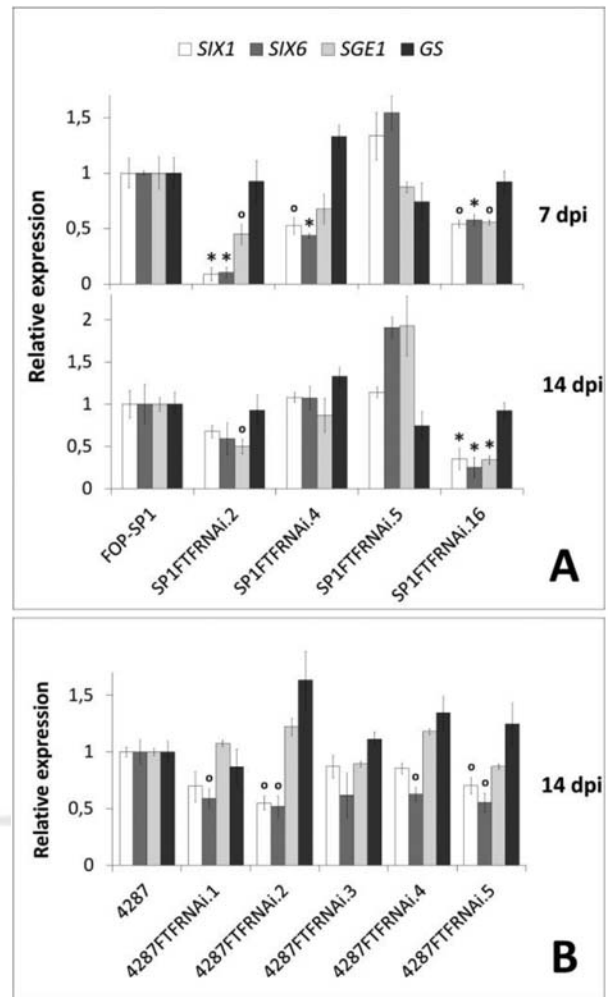 SIX1 SIX6 SGE1 GS
Relative expression
1,5
1
0,5
0
7 dpi
o
* *
o
*
o
*
o
2
1,5
1
0,5
0
14 dpi
o
* * *
FOP-SP1
SP1FTFRNAi.2
SP1FTFRNAi.4
SP1FTFRNAi.5
SP1FTFRNAi.16
A
Relative expression
1,5
1
0,5
0
14 dpi
o
o o
o
o o
4287
4287FTFRNAi.1
4287FTFRNAi.2
4287FTFRNAi.3
4287FTFRNAi.4
4287FTFRNAi.5
B